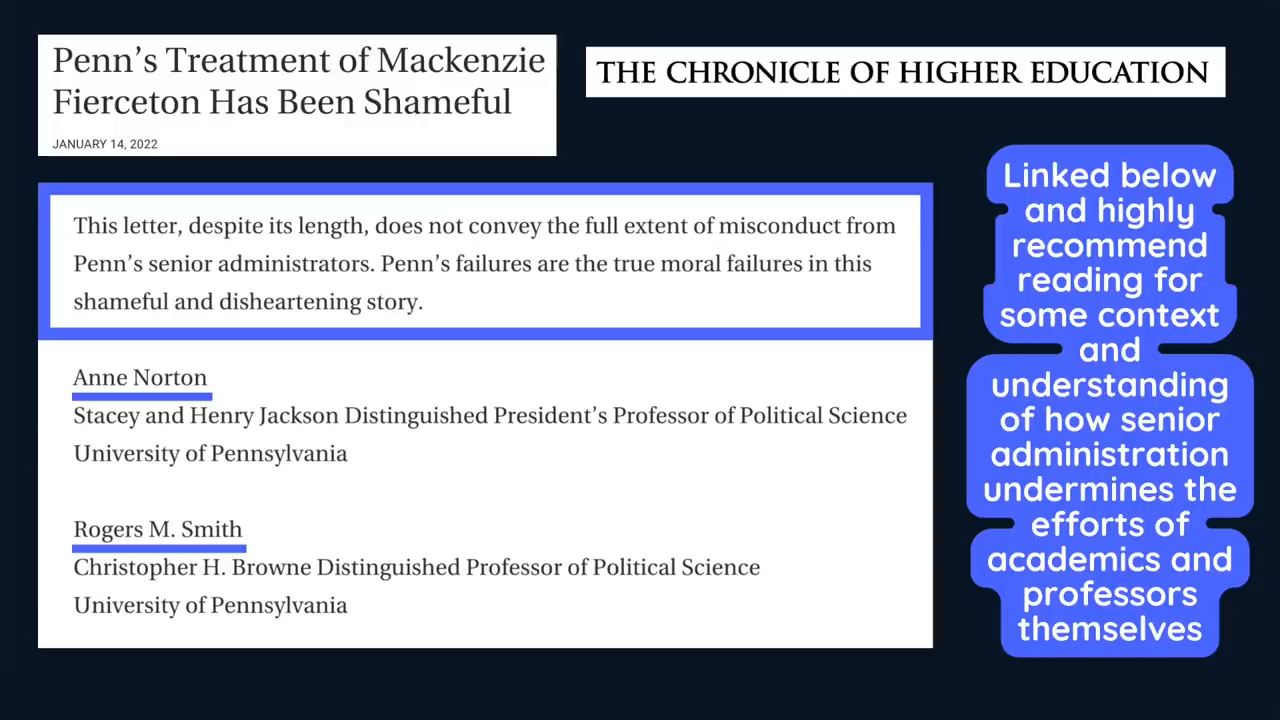 Penn’s Treatment of Mackenzie
Fierceton Has Been Shameful
JANUARY 14, 2022
THE CHRONICLE OF HIGHER EDUCATION
This letter, despite its length, does not convey the full extent of misconduct from
Penn’s senior administrators. Penn’s failures are the true moral failures in this
shameful and disheartening story.
Anne Norton
Stacey and Henry Jackson Distinguished President’s Professor of Political Science
University of Pennsylvania
Rogers M. Smith
Christopher H. Browne Distinguished Professor of Political Science
University of Pennsylvania
Linked below
and highly
recommend
reading for
some context
and
understanding
of how senior
administration
undermines the
efforts of
academics and
professors
themselves